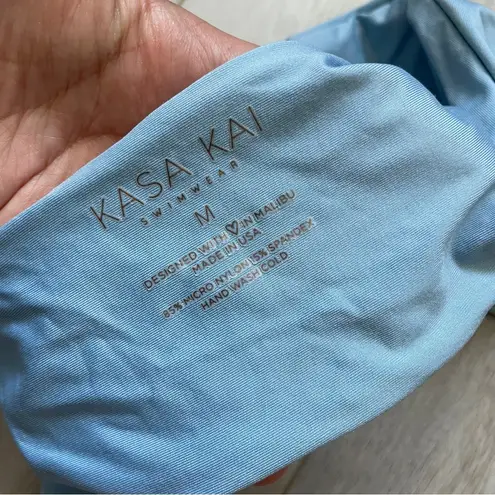 KASA KAI
SWIMWEAR
M
DESIGNED WITH ♡ IN MALIBU
MADE IN USA
85% MICRO NYLON 15% SPANDEX
HAND WASH COLD